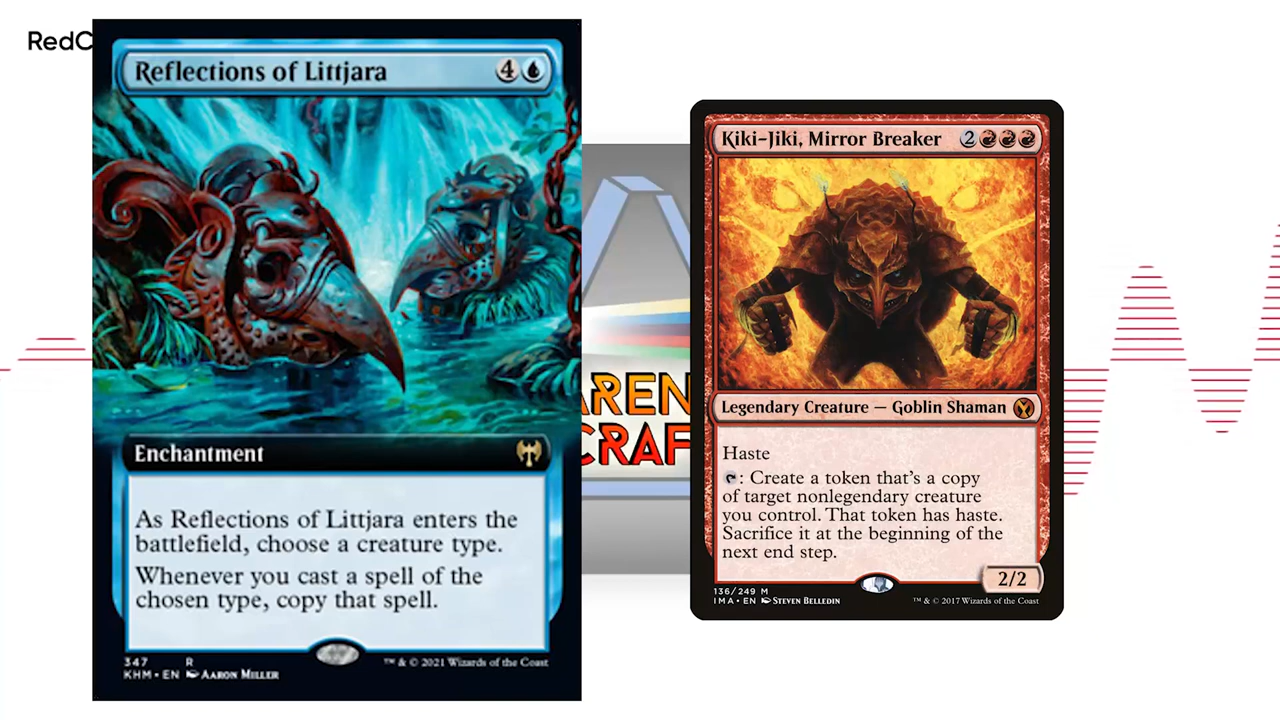 RedC
Reflections of Littjara 4
Enchantment
As Reflections of Littjara enters the
battlefield, choose a creature type.
Whenever you cast a spell of the
chosen type, copy that spell.
347 R
KHM • EN AARON MILLER
™ & © 2021 Wizards of the Coast
AREN
CRAF
Kiki-Jiki, Mirror Breaker 2
Legendary Creature — Goblin Shaman
Haste
: Create a token that's a copy
of target nonlegendary creature
you control. That token has haste.
Sacrifice it at the beginning of the
next end step.
2/2
136/249 M
IMA • EN STEVEN BELLEDIN
™ & © 2017 Wizards of the Coast